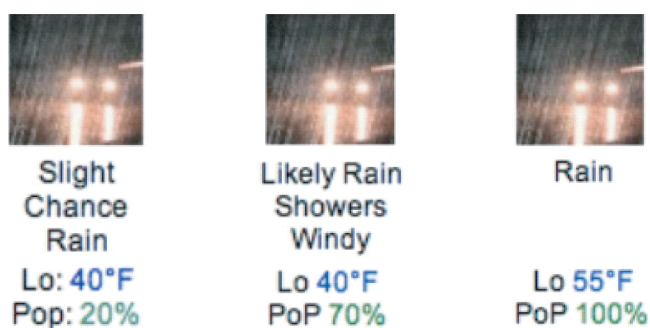 Slight
Chance
Rain
Lo: 40°F
Pop: 20%
Likely Rain
Showers
Windy
Lo 40°F
PoP 70%
Rain
Lo 55°F
PoP 100%